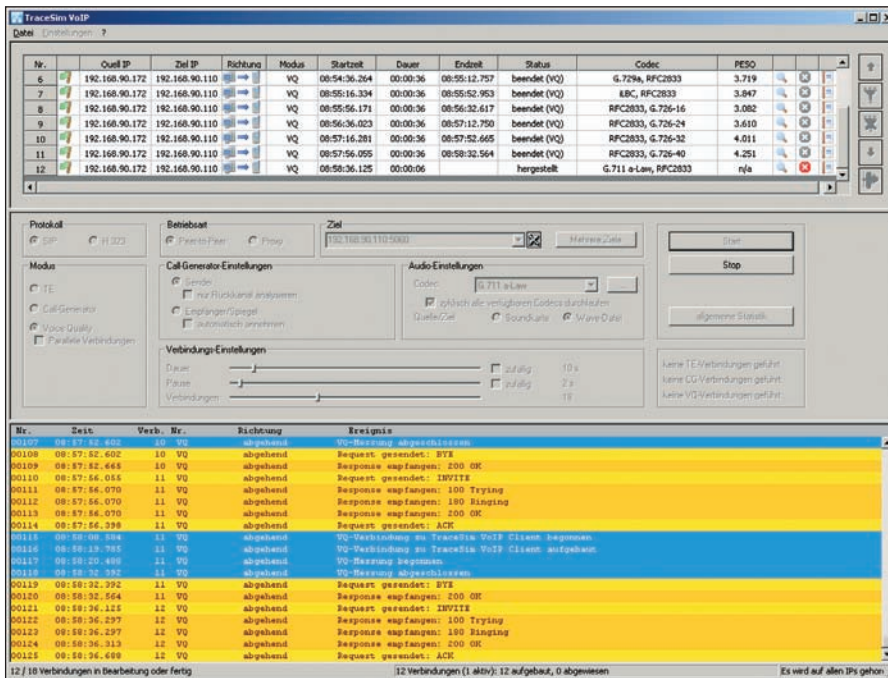 TraceSim VoIP
Datei Einstellungen ?
Nr. Quell IP Ziel IP Richtung Modus Startzeit Dauer Endzeit Status Codec PESQ
6 192.168.90.172 192.168.90.110 VQ 08:54:36.264 00:00:36 08:55:12.757 beendet (VQ) G.729a, RFC2833 3.719
7 192.168.90.172 192.168.90.110 VQ 08:55:16.334 00:00:36 08:55:52.953 beendet (VQ) iLBC, RFC2833 3.847
8 192.168.90.172 192.168.90.110 VQ 08:55:56.171 00:00:36 08:56:32.617 beendet (VQ) RFC2833, G.726-16 3.082
9 192.168.90.172 192.168.90.110 VQ 08:56:36.023 00:00:36 08:57:12.750 beendet (VQ) RFC2833, G.726-24 3.610
10 192.168.90.172 192.168.90.110 VQ 08:57:16.281 00:00:36 08:57:52.665 beendet (VQ) RFC2833, G.726-32 4.011
11 192.168.90.172 192.168.90.110 VQ 08:57:56.055 00:00:36 08:58:32.564 beendet (VQ) RFC2833, G.726-40 4.251
12 192.168.90.172 192.168.90.110 VQ 08:58:36.125 00:00:06 hergestellt G.711 a-Law, RFC2833 n/a
Protokoll Betriebsart Ziel
SIP H.323 Peer-to-Peer Proxy 192.168.90.110:5060 Mehrere Ziele Start
Stop
Modus Call-Generator-Einstellungen Audio-Einstellungen
TE Sender Codec: G.711 a-Law ...
nur Rückkanal analysieren
Call-Generator Empfänger/Spiegel zyklisch alle verfügbaren Codecs durchlaufen
Voice Quality automatisch annehmen Quelle/Ziel Soundkarte Wave-Datei allgemeine Statistik
Parallele Verbindungen
Verbindungs-Einstellungen
Dauer zufällig 10 s keine TE-Verbindungen geführt
Pause zufällig 2 s keine CG-Verbindungen geführt
Verbindungen 18 keine VQ-Verbindungen geführt
Nr. Zeit Verb. Nr. Richtung Ereignis
00107 08:57:52.602 10 VQ abgehend VQ-Messung abgeschlossen
00108 08:57:52.602 10 VQ abgehend Request gesendet: BYE
00109 08:57:52.665 10 VQ abgehend Response empfangen: 200 OK
00110 08:57:56.055 11 VQ abgehend Request gesendet: INVITE
00111 08:57:56.070 11 VQ abgehend Response empfangen: 100 Trying
00112 08:57:56.070 11 VQ abgehend Response empfangen: 180 Ringing
00113 08:57:56.070 11 VQ abgehend Response empfangen: 200 OK
00114 08:57:56.398 11 VQ abgehend Request gesendet: ACK
00115 08:58:08.584 11 VQ abgehend VQ-Verbindung zu TraceSim VoIP Client begonnen
00116 08:58:19.785 11 VQ abgehend VQ-Verbindung zu TraceSim VoIP Client aufgebaut
00117 08:58:20.488 11 VQ abgehend VQ-Messung begonnen
00118 08:58:32.392 11 VQ abgehend VQ-Messung abgeschlossen
00119 08:58:32.392 11 VQ abgehend Request gesendet: BYE
00120 08:58:32.564 11 VQ abgehend Response empfangen: 200 OK
00121 08:58:36.125 12 VQ abgehend Request gesendet: INVITE
00122 08:58:36.297 12 VQ abgehend Response empfangen: 100 Trying
00123 08:58:36.297 12 VQ abgehend Response empfangen: 180 Ringing
00124 08:58:36.313 12 VQ abgehend Response empfangen: 200 OK
00125 08:58:36.688 12 VQ abgehend Request gesendet: ACK
12 / 18 Verbindungen in Bearbeitung oder fertig 12 Verbindungen (1 aktiv): 12 aufgebaut, 0 abgewiesen Es wird auf allen IPs gehor